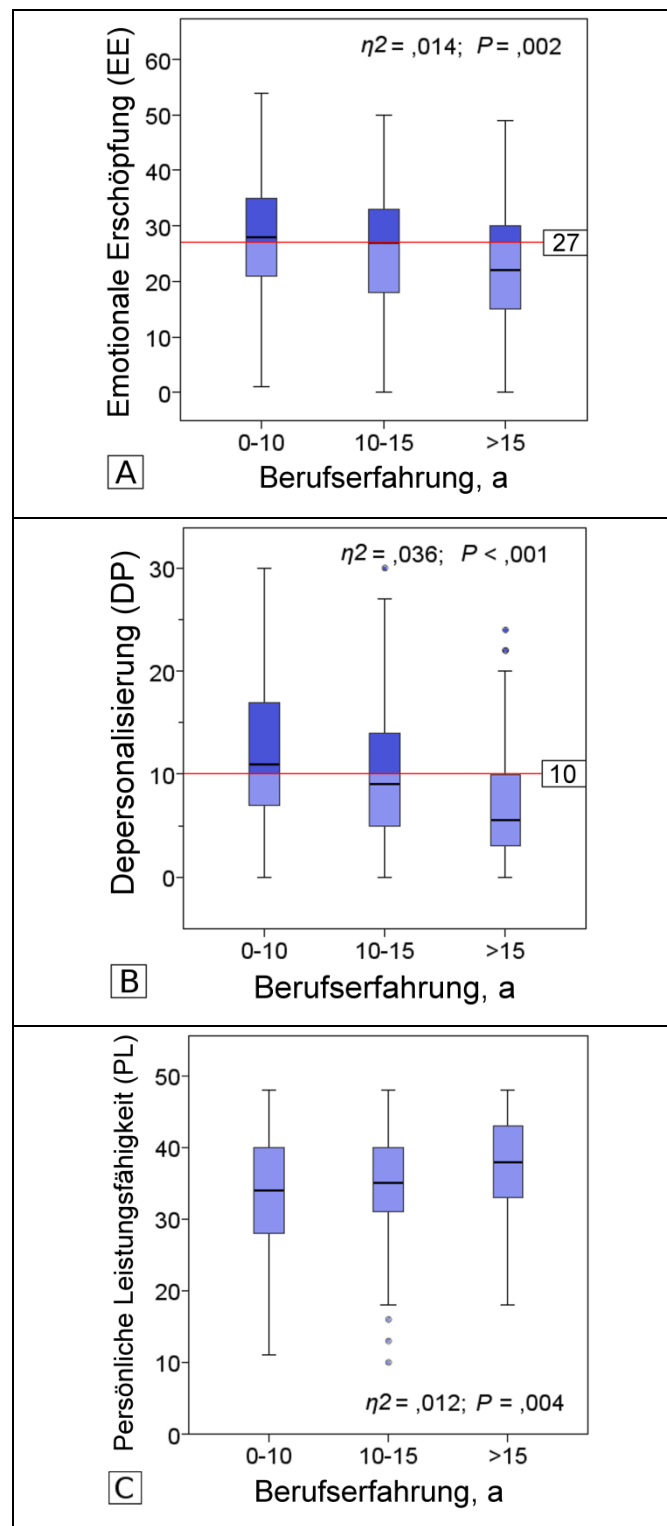 η2 = ,014; P = ,002
Emotionale Erschöpfung (EE)
60
50
40
30
20
10
0
27
0-10 10-15 >15
A
Berufserfahrung, a
η2 = ,036; P < ,001
Depersonalisierung (DP)
30
20
10
0
10
0-10 10-15 >15
B
Berufserfahrung, a
Persönliche Leistungsfähigkeit (PL)
50
40
30
20
10
0
η2 = ,012; P = ,004
0-10 10-15 >15
C
Berufserfahrung, a